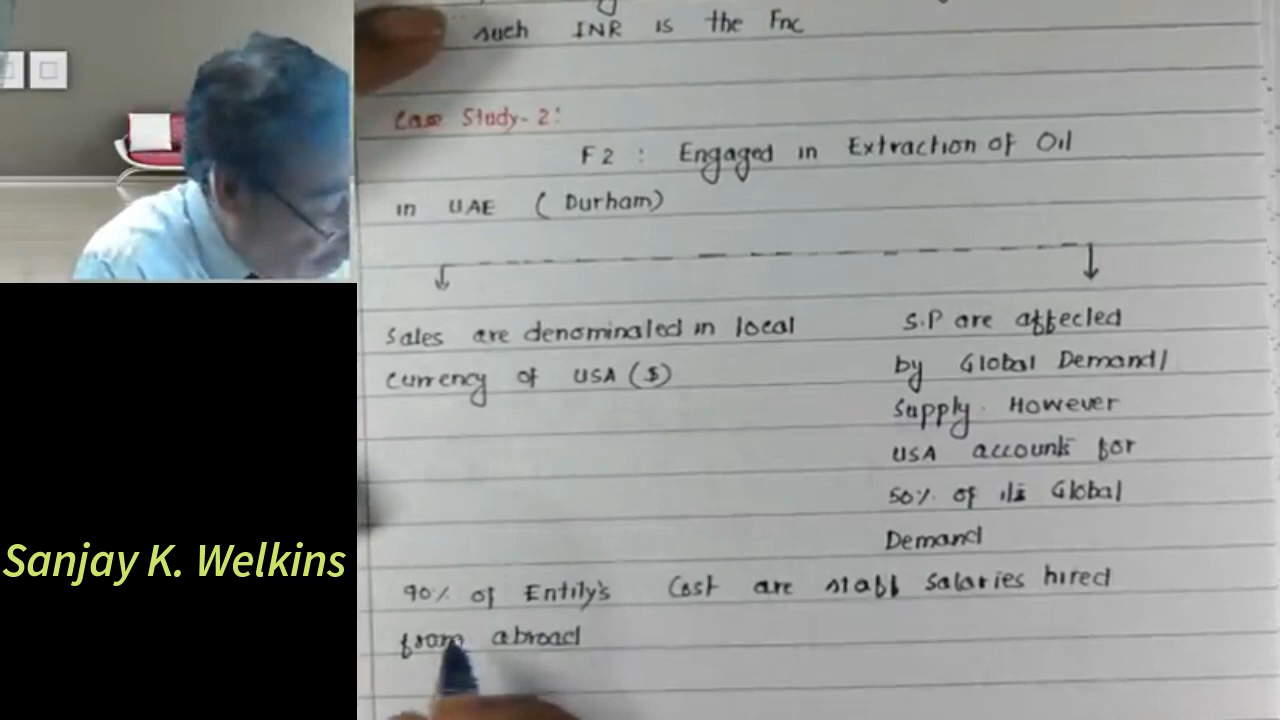 such INR is the Fnc
Case Study-2:
F2 : Engaged in Extraction of Oil
in UAE (Durham)
Sales are denominated in local
currency of USA ($)
S.P are affected
by Global Demand/
Supply. However
USA accounts for
50% of its Global
Demand
90% of Entity's Cost are staff salaries hired
from abroad
Sanjay K. Welkins